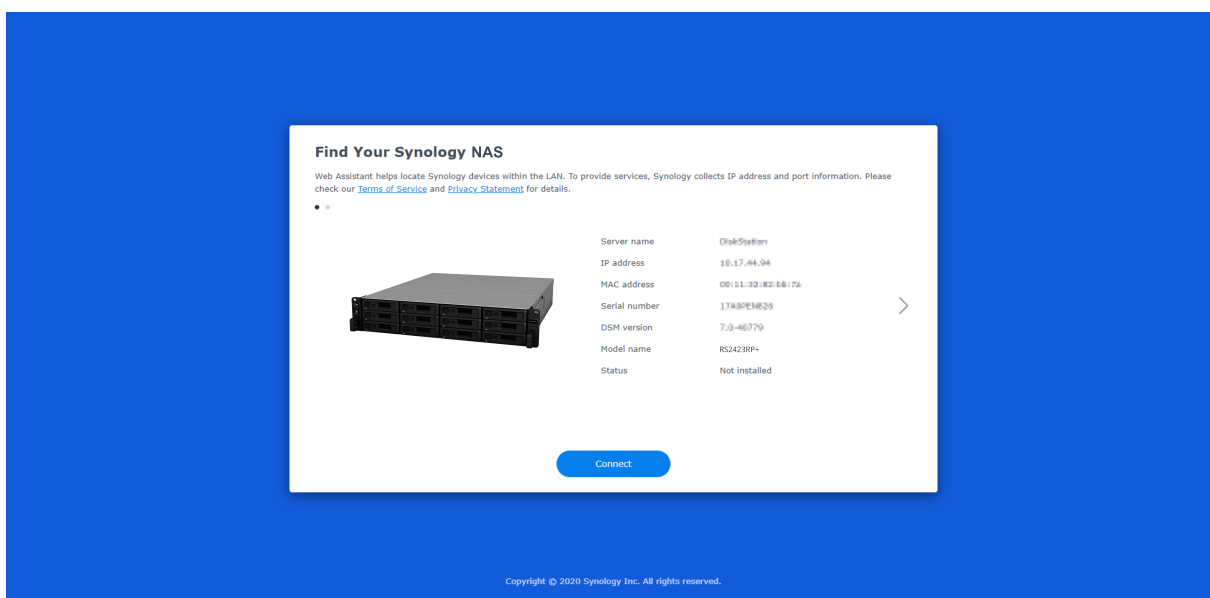 Find Your Synology NAS
Web Assistant helps locate Synology devices within the LAN. To provide services, Synology collects IP address and port information. Please
check our Terms of Service and Privacy Statement for details.
Server name DiskStation
IP address
MAC address
Serial number
DSM version
Model name RS2423RP+
Status Not installed
Connect
Copyright © 2020 Synology Inc. All rights reserved.